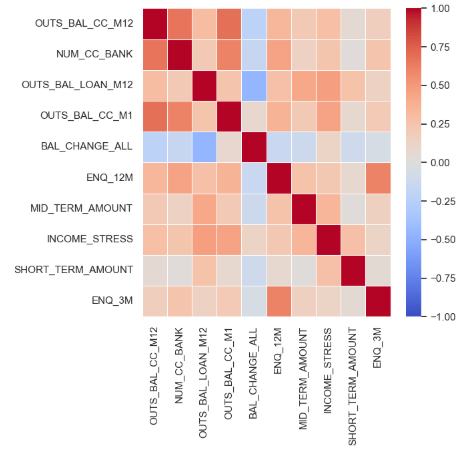 OUTS_BAL_CC_M12
NUM_CC_BANK
OUTS_BAL_LOAN_M12
OUTS_BAL_CC_M1
BAL_CHANGE_ALL
ENQ_12M
MID_TERM_AMOUNT
INCOME_STRESS
SHORT_TERM_AMOUNT
ENQ_3M
OUTS_BAL_CC_M12
NUM_CC_BANK
OUTS_BAL_LOAN_M12
OUTS_BAL_CC_M1
BAL_CHANGE_ALL
ENQ_12M
MID_TERM_AMOUNT
INCOME_STRESS
SHORT_TERM_AMOUNT
ENQ_3M
1.00
0.75
0.50
0.25
0.00
−0.25
−0.50
−0.75
−1.00